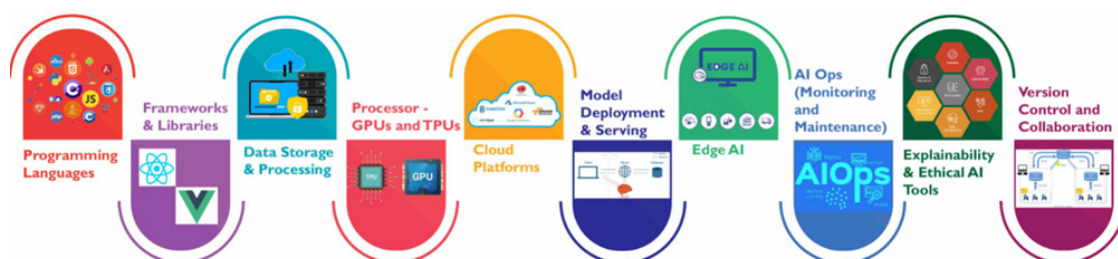 JS
Programming
Languages
Frameworks
& Libraries
Data Storage
& Processing
Processor -
GPUs and TPUs
TPU
GPU
Cloud
Platforms
Model
Deployment
& Serving
EDGE AI
Edge AI
AI Ops
(Monitoring
and
Maintenance)
AIOps
Explainability
& Ethical AI
Tools
Version
Control and
Collaboration